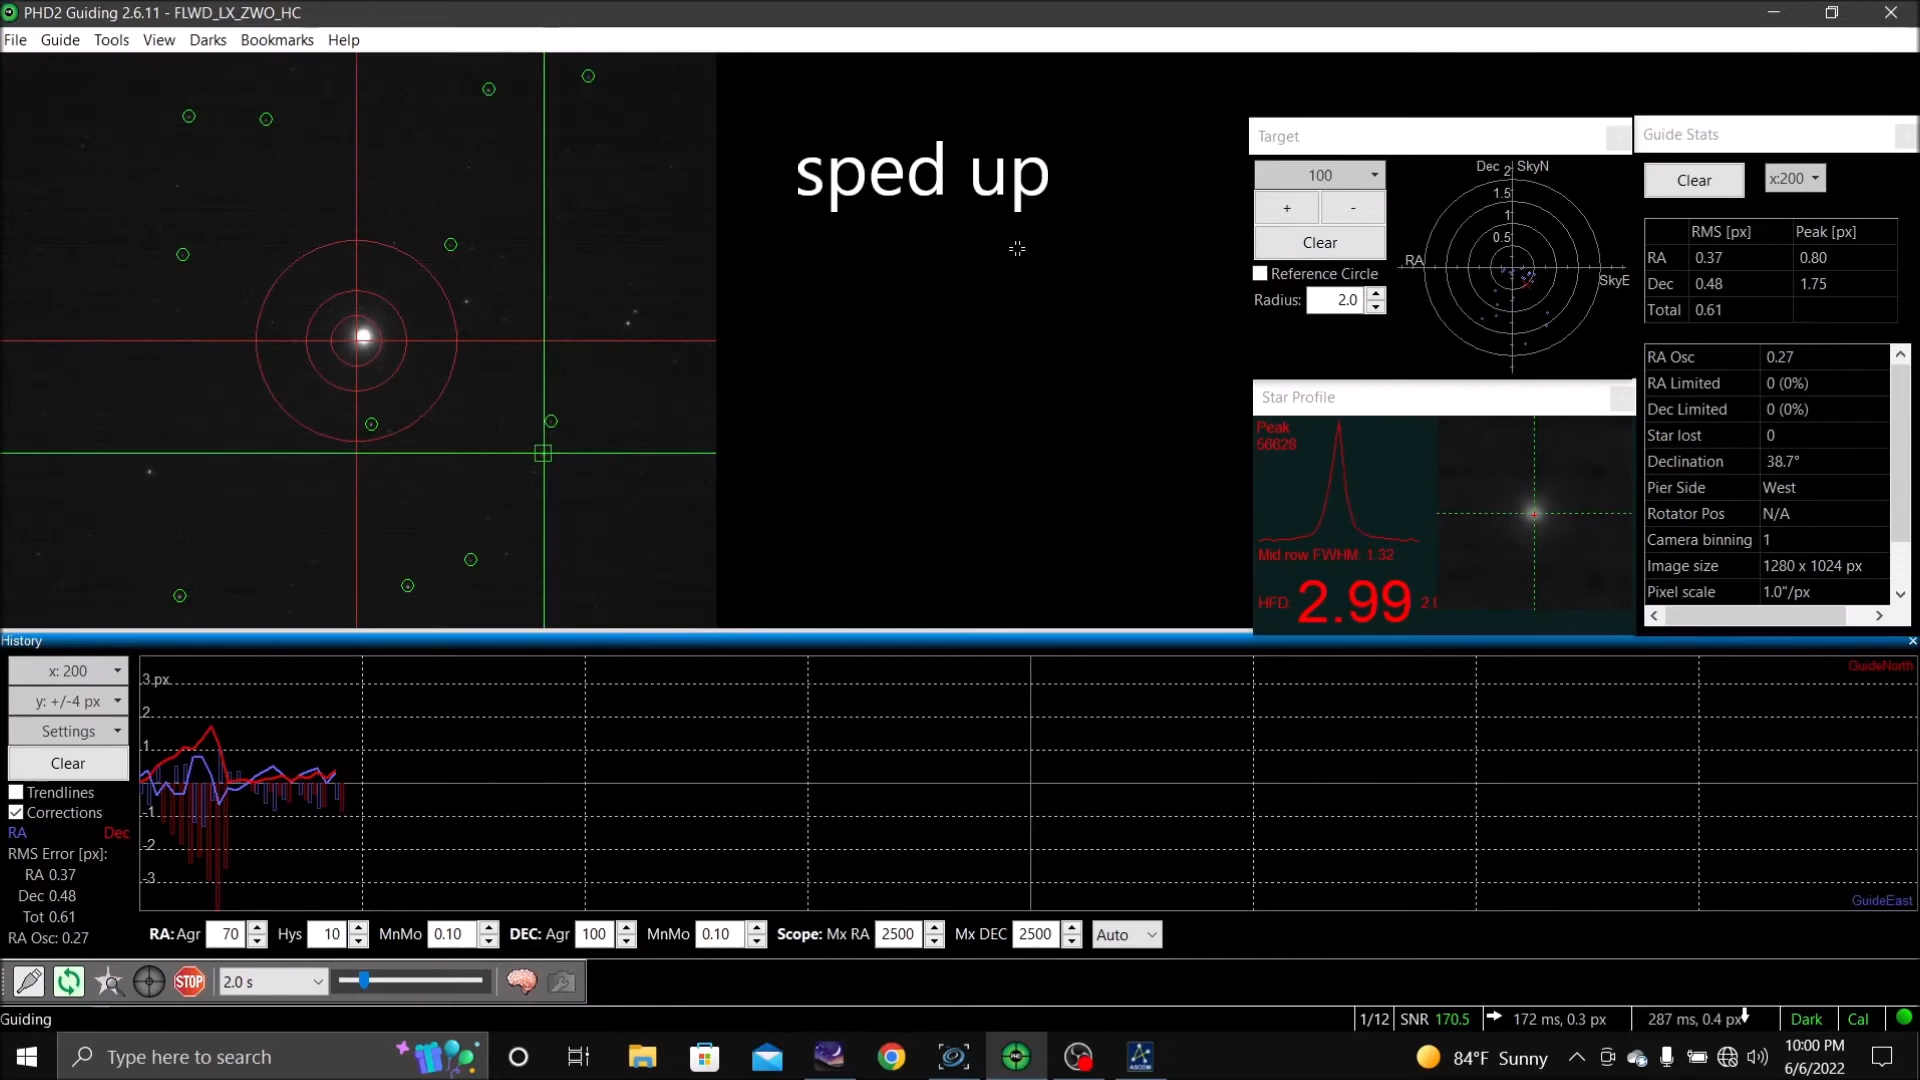 PHD2 Guiding 2.6.11 - FLWD_LX_ZWO_HC
File Guide Tools View Darks Bookmarks Help
sped up
Target
100
+ -
Clear
Reference Circle
Radius: 2.0
Dec 2 SkyN
1.5
1
0.5
RA
SkyE
Guide Stats
Clear x:200
RMS [px] Peak [px]
RA 0.37 0.80
Dec 0.48 1.75
Total 0.61
RA Osc 0.27
RA Limited 0 (0%)
Dec Limited 0 (0%)
Star lost 0
Declination 38.7°
Pier Side West
Rotator Pos N/A
Camera binning 1
Image size 1280 x 1024 px
Pixel scale 1.0"/px
Star Profile
Peak
56828
Mid row FWHM: 1.32
HFD: 2.99
History
x: 200
y: +/-4 px
Settings
Clear
Trendlines
Corrections
RA Dec
RMS Error [px]:
RA 0.37
Dec 0.48
Tot 0.61
RA Osc: 0.27
3 px
2
1
-1
-2
-3
GuideNorth
GuideEast
RA: Agr 70 Hys 10 MnMo 0.10 DEC: Agr 100 MnMo 0.10 Scope: Mx RA 2500 Mx DEC 2500 Auto
STOP 2.0 s
Guiding
1/12 SNR 170.5 172 ms, 0.3 px 287 ms, 0.4 px Dark Cal
Type here to search
PHD
ASCOM
84°F Sunny
10:00 PM
6/6/2022